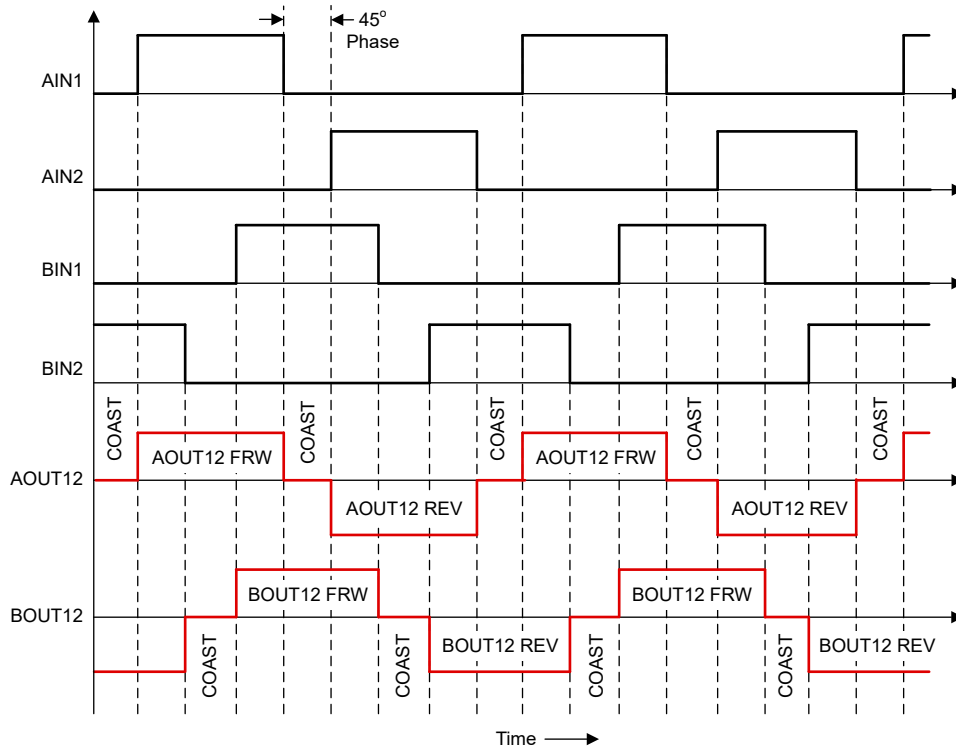 45o
Phase
AIN1
AIN2
BIN1
BIN2
COAST
COAST
COAST
COAST
COAST
AOUT12
AOUT12 FRW
AOUT12 FRW
AOUT12 REV
AOUT12 REV
BOUT12
BOUT12 FRW
BOUT12 FRW
COAST
COAST
COAST
COAST
BOUT12 REV
BOUT12 REV
Time